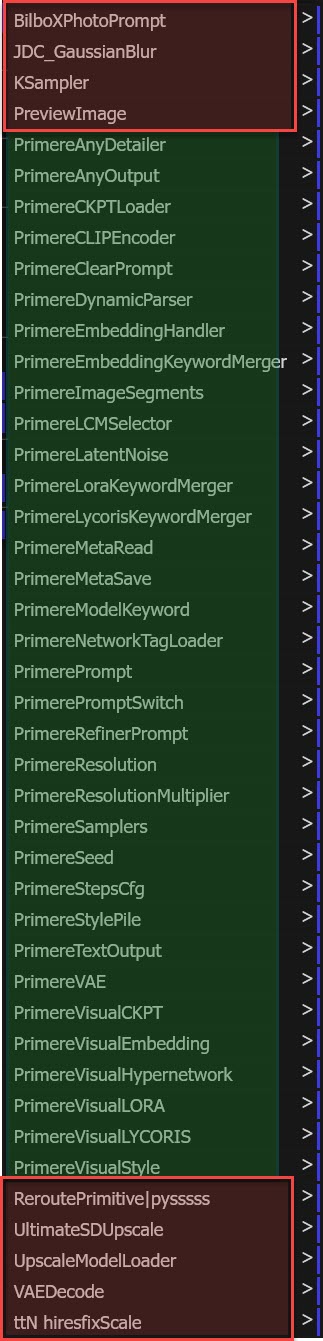 BilboXPhotoPrompt >
JDC_GaussianBlur >
KSampler >
PreviewImage >
PrimereAnyDetailer >
PrimereAnyOutput >
PrimereCKPTLoader >
PrimereCLIPEncoder >
PrimereClearPrompt >
PrimereDynamicParser >
PrimereEmbeddingHandler >
PrimereEmbeddingKeywordMerger >
PrimereImageSegments >
PrimereLCMSelector >
PrimereLatentNoise >
PrimereLoraKeywordMerger >
PrimereLycorisKeywordMerger >
PrimereMetaRead >
PrimereMetaSave >
PrimereModelKeyword >
PrimereNetworkTagLoader >
PrimerePrompt >
PrimerePromptSwitch >
PrimereRefinerPrompt >
PrimereResolution >
PrimereResolutionMultiplier >
PrimereSamplers >
PrimereSeed >
PrimereStepsCfg >
PrimereStylePile >
PrimereTextOutput >
PrimereVAE >
PrimereVisualCKPT >
PrimereVisualEmbedding >
PrimereVisualHypernetwork >
PrimereVisualLORA >
PrimereVisualLYCORIS >
PrimereVisualStyle >
ReroutePrimitive|pysssss >
UltimateSDUpscale >
UpscaleModelLoader >
VAEDecode >
ttN hiresfixScale >